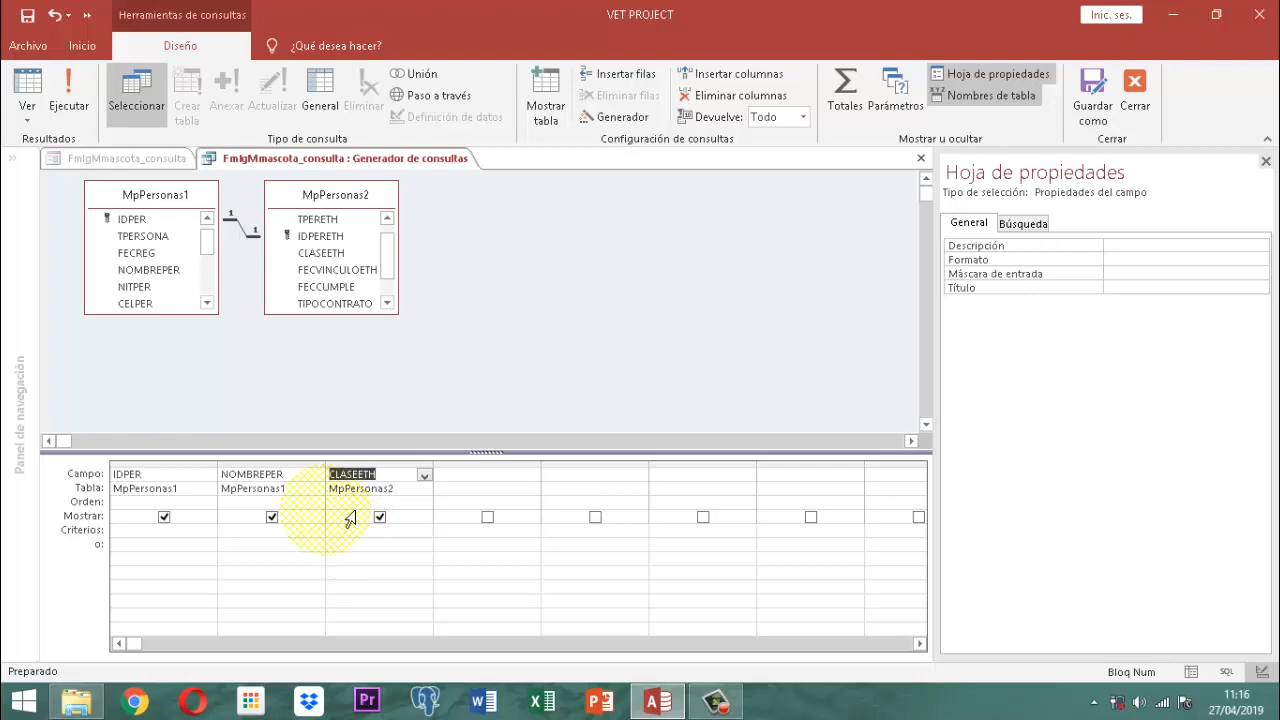 Herramientas de consultas
VET PROJECT
Inic. ses.
Archivo
Inicio
Diseño
¿Qué desea hacer?
Ver
Ejecutar
Resultados
Seleccionar
Crear
tabla
Anexar
Actualizar
General
Eliminar
Unión
Paso a través
Definición de datos
Tipo de consulta
Mostrar
tabla
Insertar filas
Eliminar filas
Generador
Insertar columnas
Eliminar columnas
Devuelve: Todo
Configuración de consultas
Totales
Parámetros
Hoja de propiedades
Nombres de tabla
Mostrar u ocultar
Guardar
como
Cerrar
Cerrar
FmIgMmascota_consulta
FmIgMmascota_consulta : Generador de consultas
Panel de navegación
MpPersonas1
IDPER
TPERSONA
FECREG
NOMBREPER
NITPER
CELPER
1
1
MpPersonas2
TPERETH
IDPERETH
CLASEETH
FECVINCULOETH
FECCUMPLE
TIPOCONTRATO
Hoja de propiedades
Tipo de selección: Propiedades del campo
General
Búsqueda
Descripción
Formato
Máscara de entrada
Título
Campo: IDPER NOMBREPER CLASEETH
Tabla: MpPersonas1 MpPersonas1 MpPersonas2
Orden:
Mostrar:
Criterios:
o:
Preparado
Bloq Num
SQL
Pr
11:16
27/04/2019